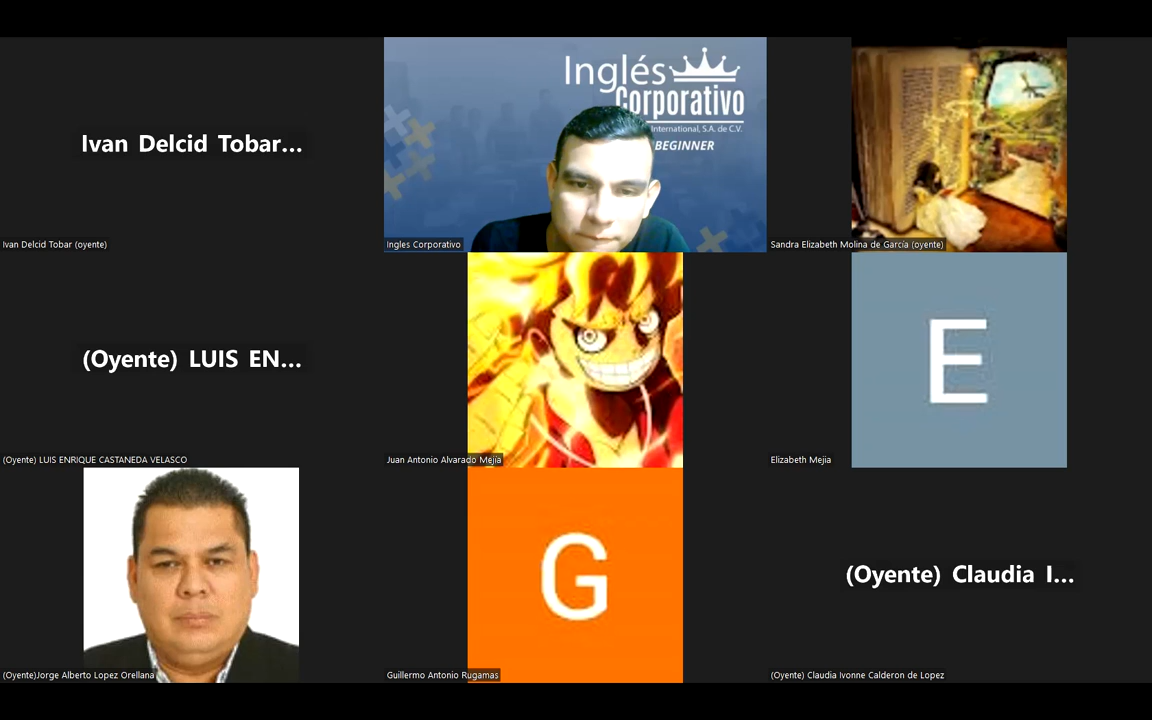 Ivan Delcid Tobar...
Ivan Delcid Tobar (oyente)
Inglés
Corporativo
International, S.A. de C.V.
BEGINNER
Ingles Corporativo
Sandra Elizabeth Molina de García (oyente)
(Oyente) LUIS EN...
(Oyente) LUIS ENRIQUE CASTANEDA VELASCO
Juan Antonio Alvarado Mejía
E
Elizabeth Mejia
(Oyente)Jorge Alberto Lopez Orellana
G
Guillermo Antonio Rugamas
(Oyente) Claudia I...
(Oyente) Claudia Ivonne Calderon de Lopez